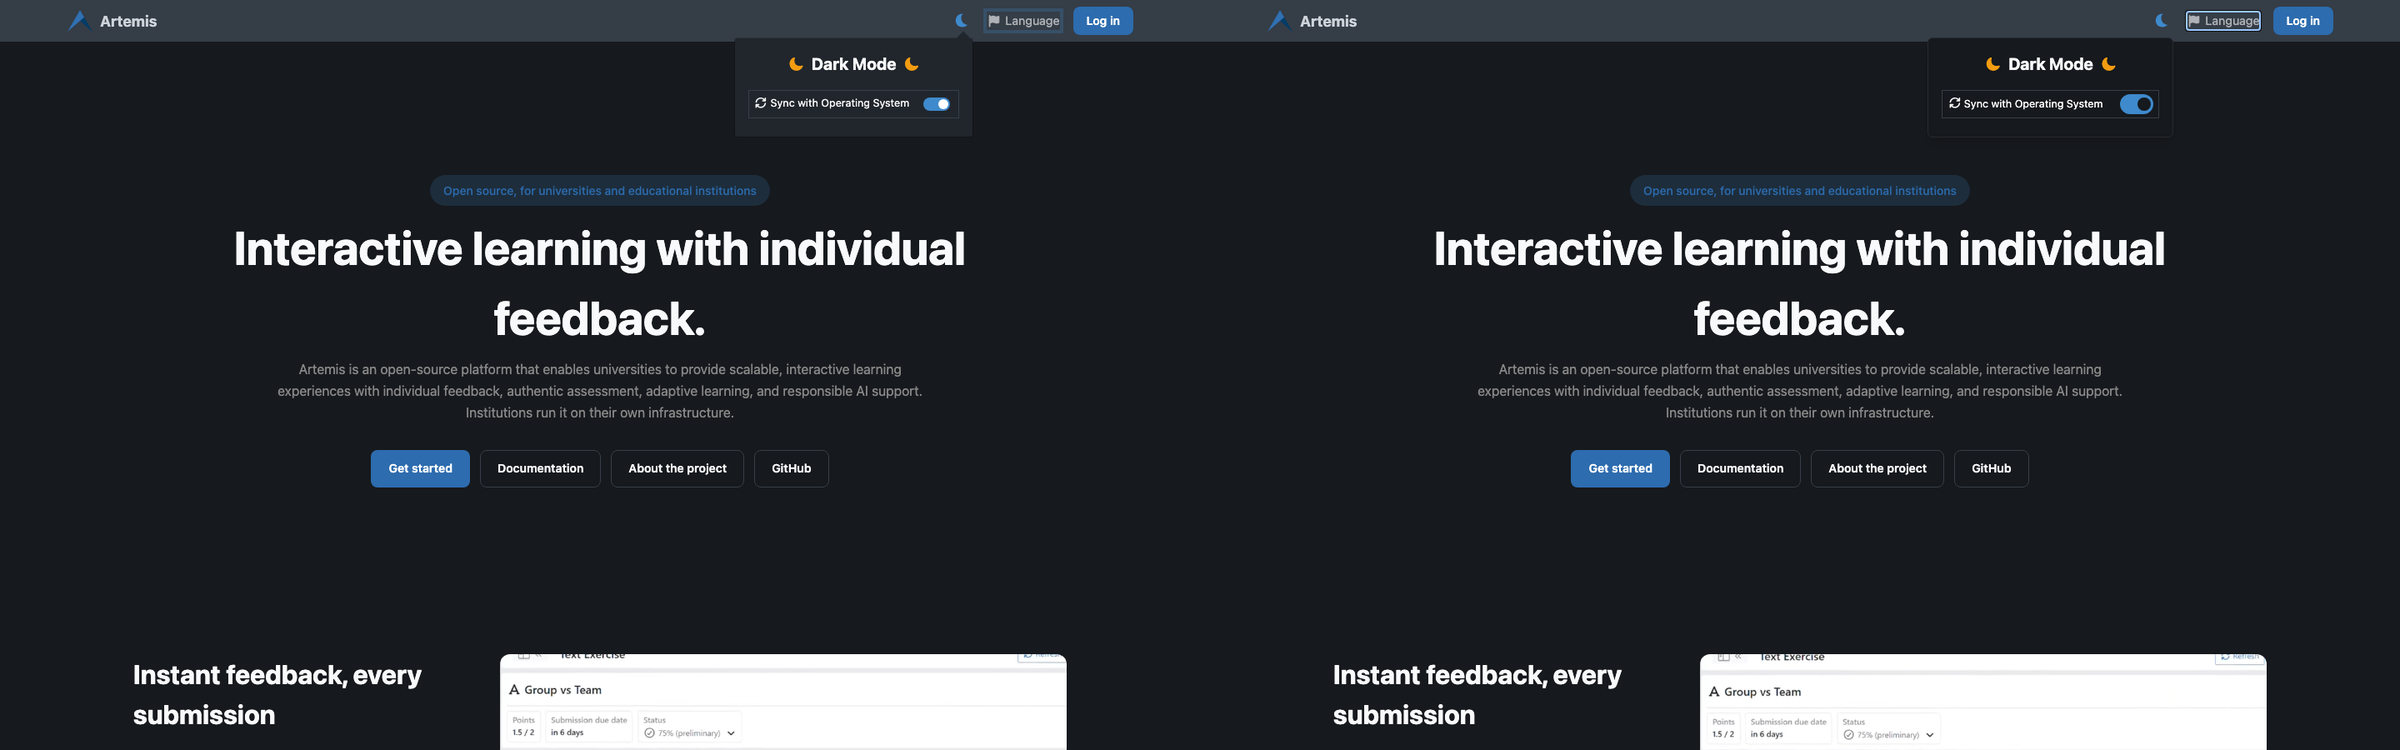 Artemis
Language
Log in
Dark Mode
Sync with Operating System
Open source, for universities and educational institutions
Interactive learning with individual
feedback.
Artemis is an open-source platform that enables universities to provide scalable, interactive learning
experiences with individual feedback, authentic assessment, adaptive learning, and responsible AI support.
Institutions run it on their own infrastructure.
Get started
Documentation
About the project
GitHub
Instant feedback, every
submission
Text Exercise
Refresh
Group vs Team
Points
Submission due date
Status
1.5 / 2
in 6 days
75% (preliminary)
Artemis
Language
Log in
Dark Mode
Sync with Operating System
Open source, for universities and educational institutions
Interactive learning with individual
feedback.
Artemis is an open-source platform that enables universities to provide scalable, interactive learning
experiences with individual feedback, authentic assessment, adaptive learning, and responsible AI support.
Institutions run it on their own infrastructure.
Get started
Documentation
About the project
GitHub
Instant feedback, every
submission
Text Exercise
Refresh
Group vs Team
Points
Submission due date
Status
1.5 / 2
in 6 days
75% (preliminary)